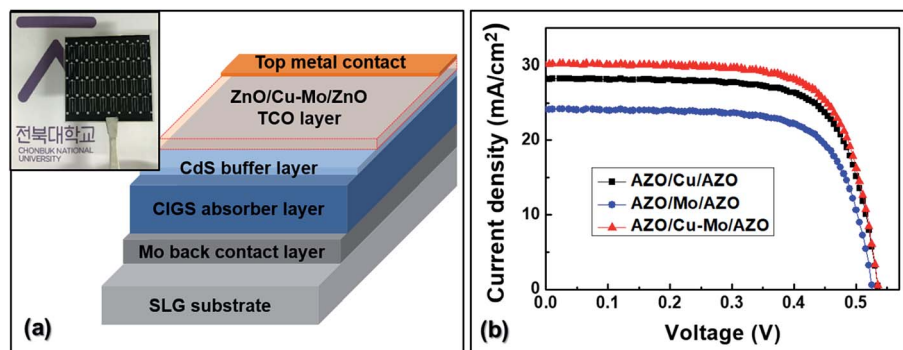 전북대학교
CHONBUK NATIONAL
UNIVERSITY
Top metal contact
ZnO/Cu-Mo/ZnO
TCO layer
CdS buffer layer
CIGS absorber layer
Mo back contact layer
SLG substrate
(a)
Current density (mA/cm²)
30
20
10
0
AZO/Cu/AZO
AZO/Mo/AZO
AZO/Cu-Mo/AZO
0.0 0.1 0.2 0.3 0.4 0.5
Voltage (V)
(b)